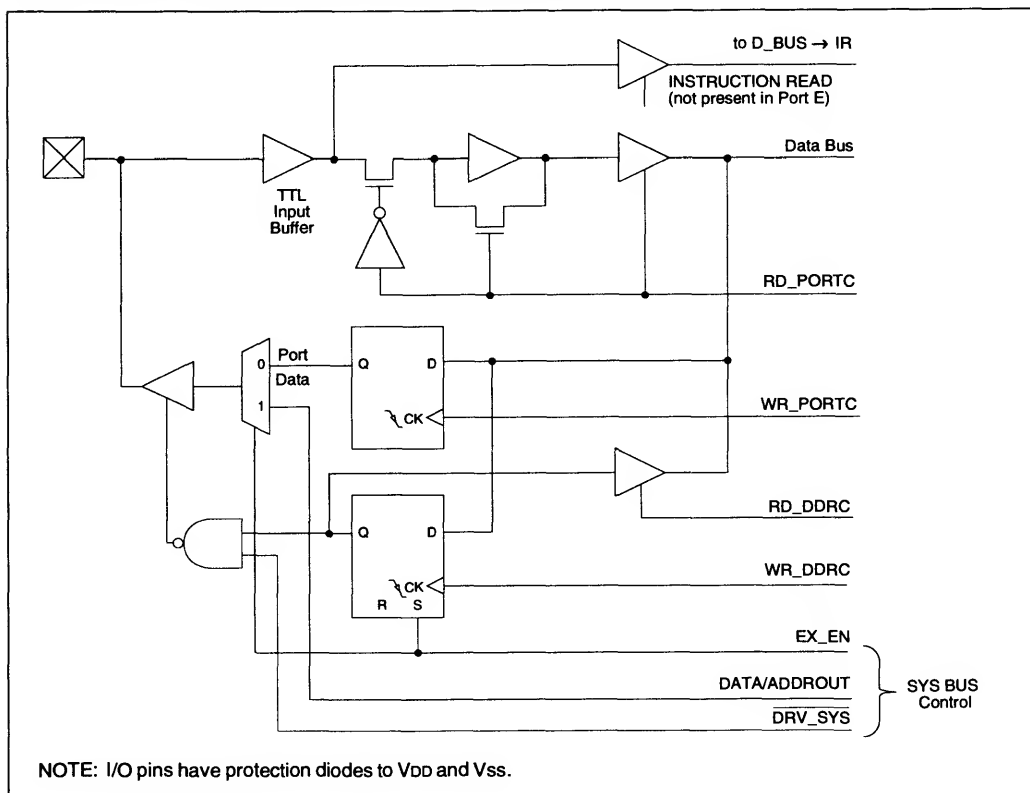 to D_BUS → IR
INSTRUCTION READ
(not present in Port E)
Data Bus
TTL
Input
Buffer
RD_PORTC
0
Port
Data
1
Q
D
CK
WR_PORTC
RD_DDRC
Q
D
CK
R
S
WR_DDRC
EX_EN
DATA/ADDROUT
DRV_SYS
SYS BUS
Control
NOTE: I/O pins have protection diodes to VDD and Vss.